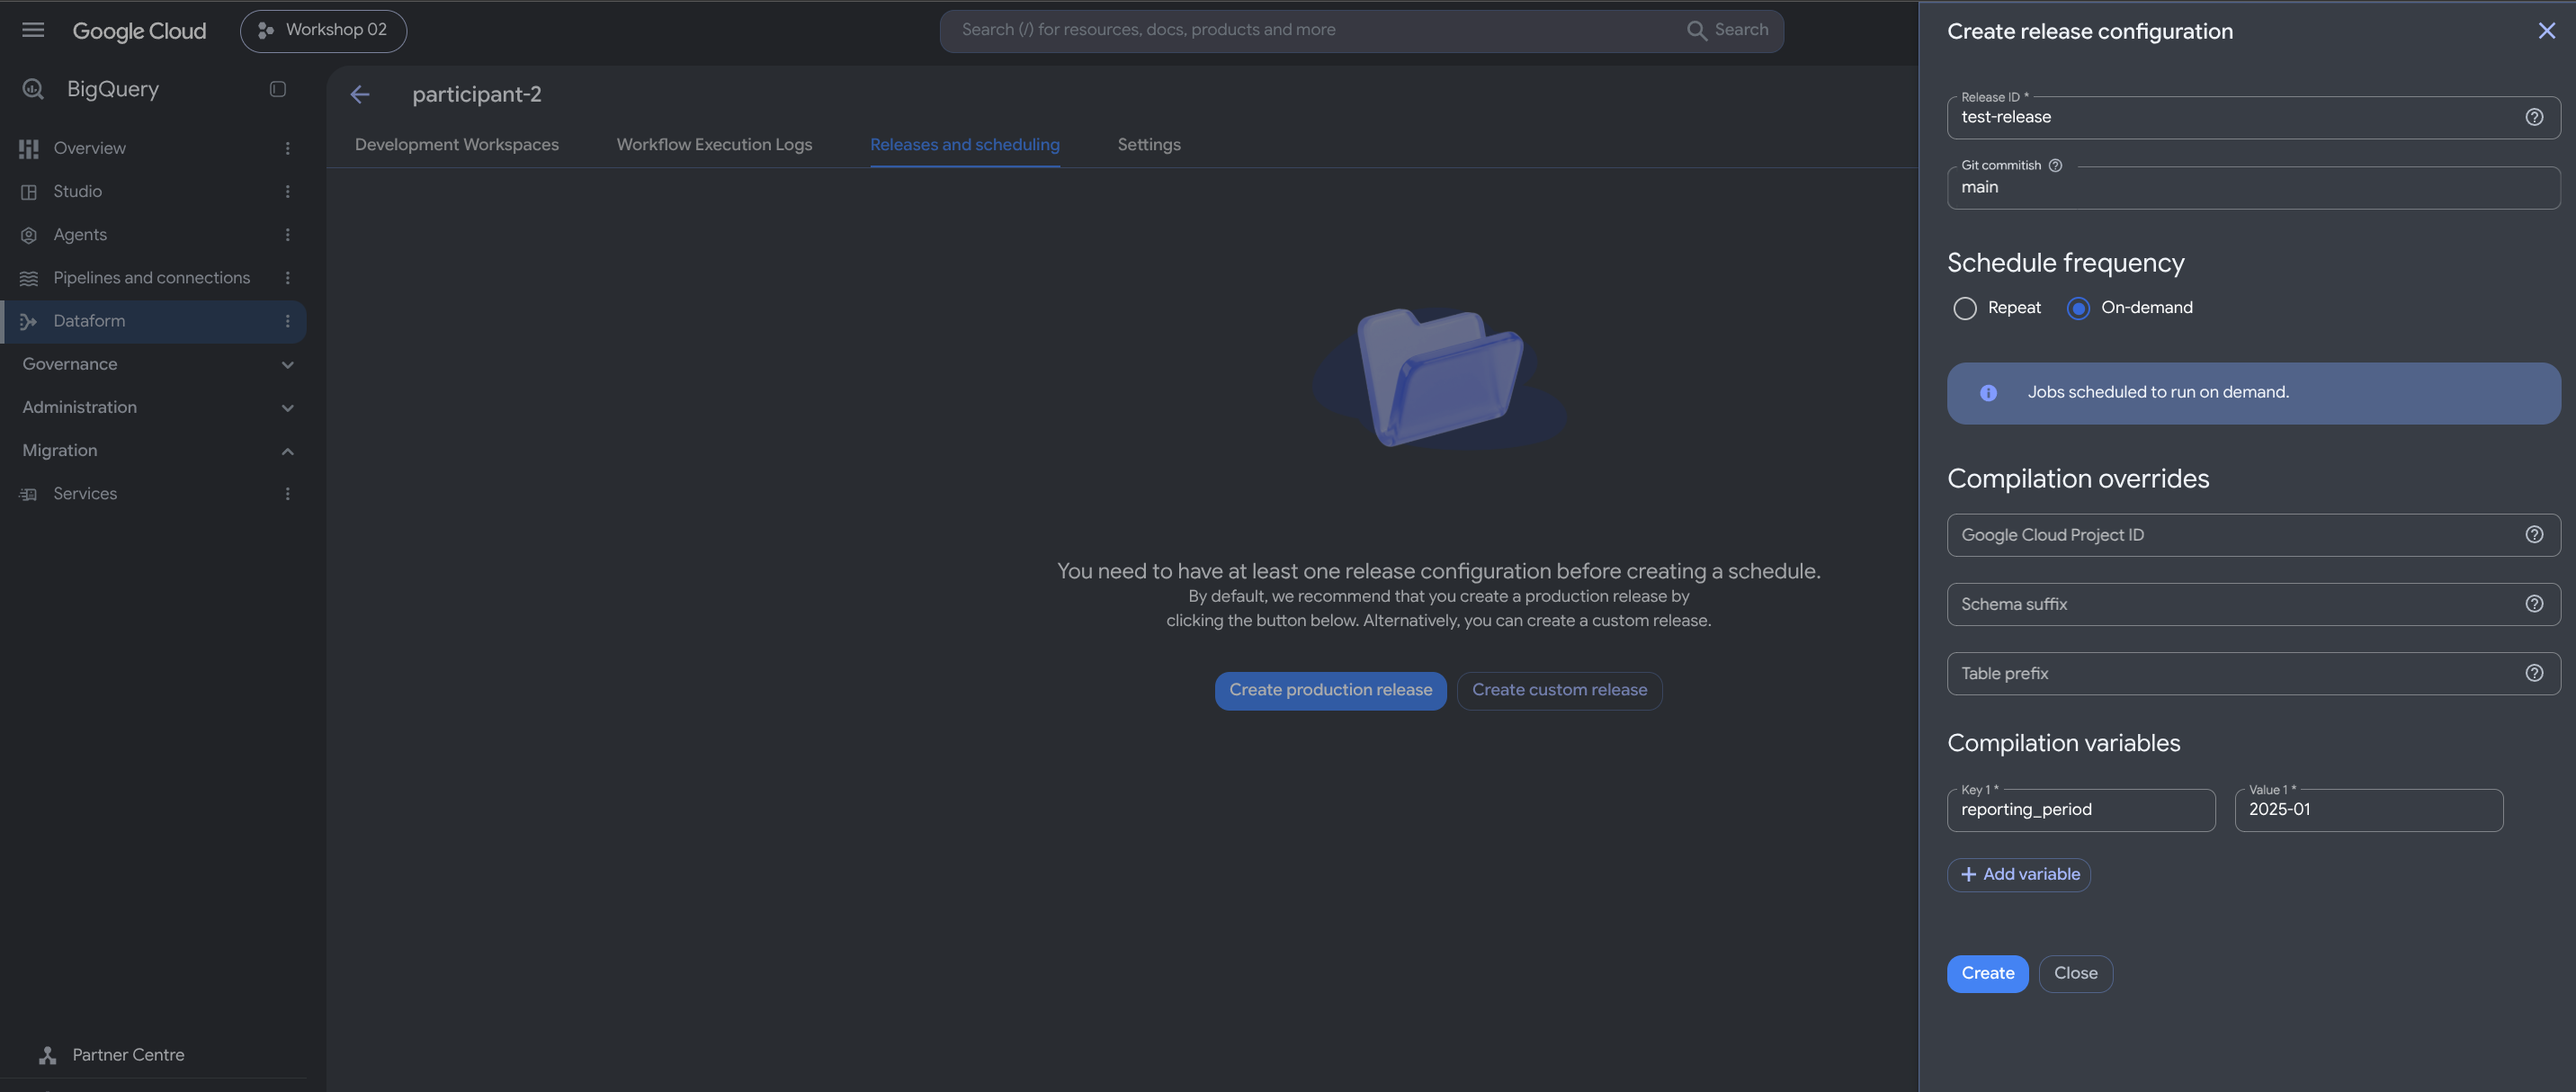 Google Cloud
Workshop 02
Search (/) for resources, docs, products and more
Search
BigQuery
Overview
Studio
Agents
Pipelines and connections
Dataform
Governance
Administration
Migration
Services
Partner Centre
participant-2
Development Workspaces
Workflow Execution Logs
Releases and scheduling
Settings
You need to have at least one release configuration before creating a schedule.
By default, we recommend that you create a production release by
clicking the button below. Alternatively, you can create a custom release.
Create production release
Create custom release
Create release configuration
Release ID *
test-release
Git commitish
main
Schedule frequency
Repeat
On-demand
Jobs scheduled to run on demand.
Compilation overrides
Google Cloud Project ID
Schema suffix
Table prefix
Compilation variables
Key 1 *
reporting_period
Value 1 *
2025-01
Add variable
Create
Close